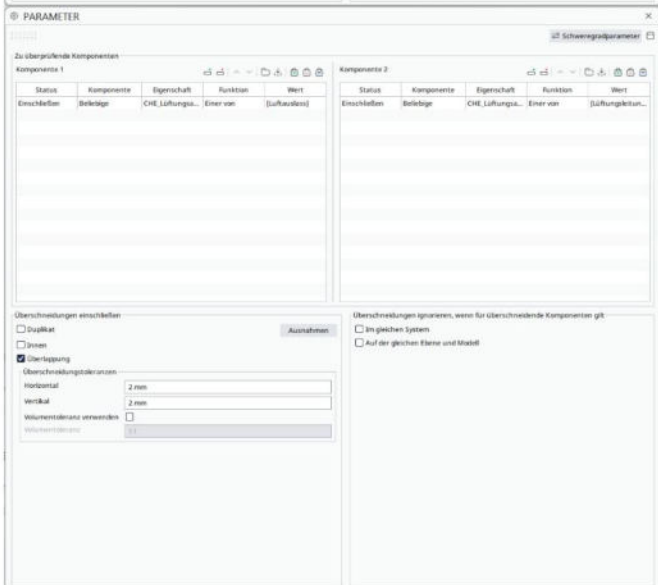 PARAMETER
Schweregradparameter
Zu überprüfende Komponenten
Komponente 1
Status Komponente Eigenschaft Funktion Wert
Einschließen Beliebige CHE_Lüftungsa... Einer von [Luftauslass]
Komponente 2
Status Komponente Eigenschaft Funktion Wert
Einschließen Beliebige CHE_Lüftungsa... Einer von [Lüftungsleitun...
Überschneidungen einschließen
Duplikat
Ausnahmen
Innen
Überlappung
Überschneidungstoleranzen
Horizontal 2 mm
Vertikal 2 mm
Volumentoleranz verwenden
Volumentoleranz
Überschneidungen ignorieren, wenn für überschneidende Komponenten gilt
Im gleichen System
Auf der gleichen Ebene und Modell